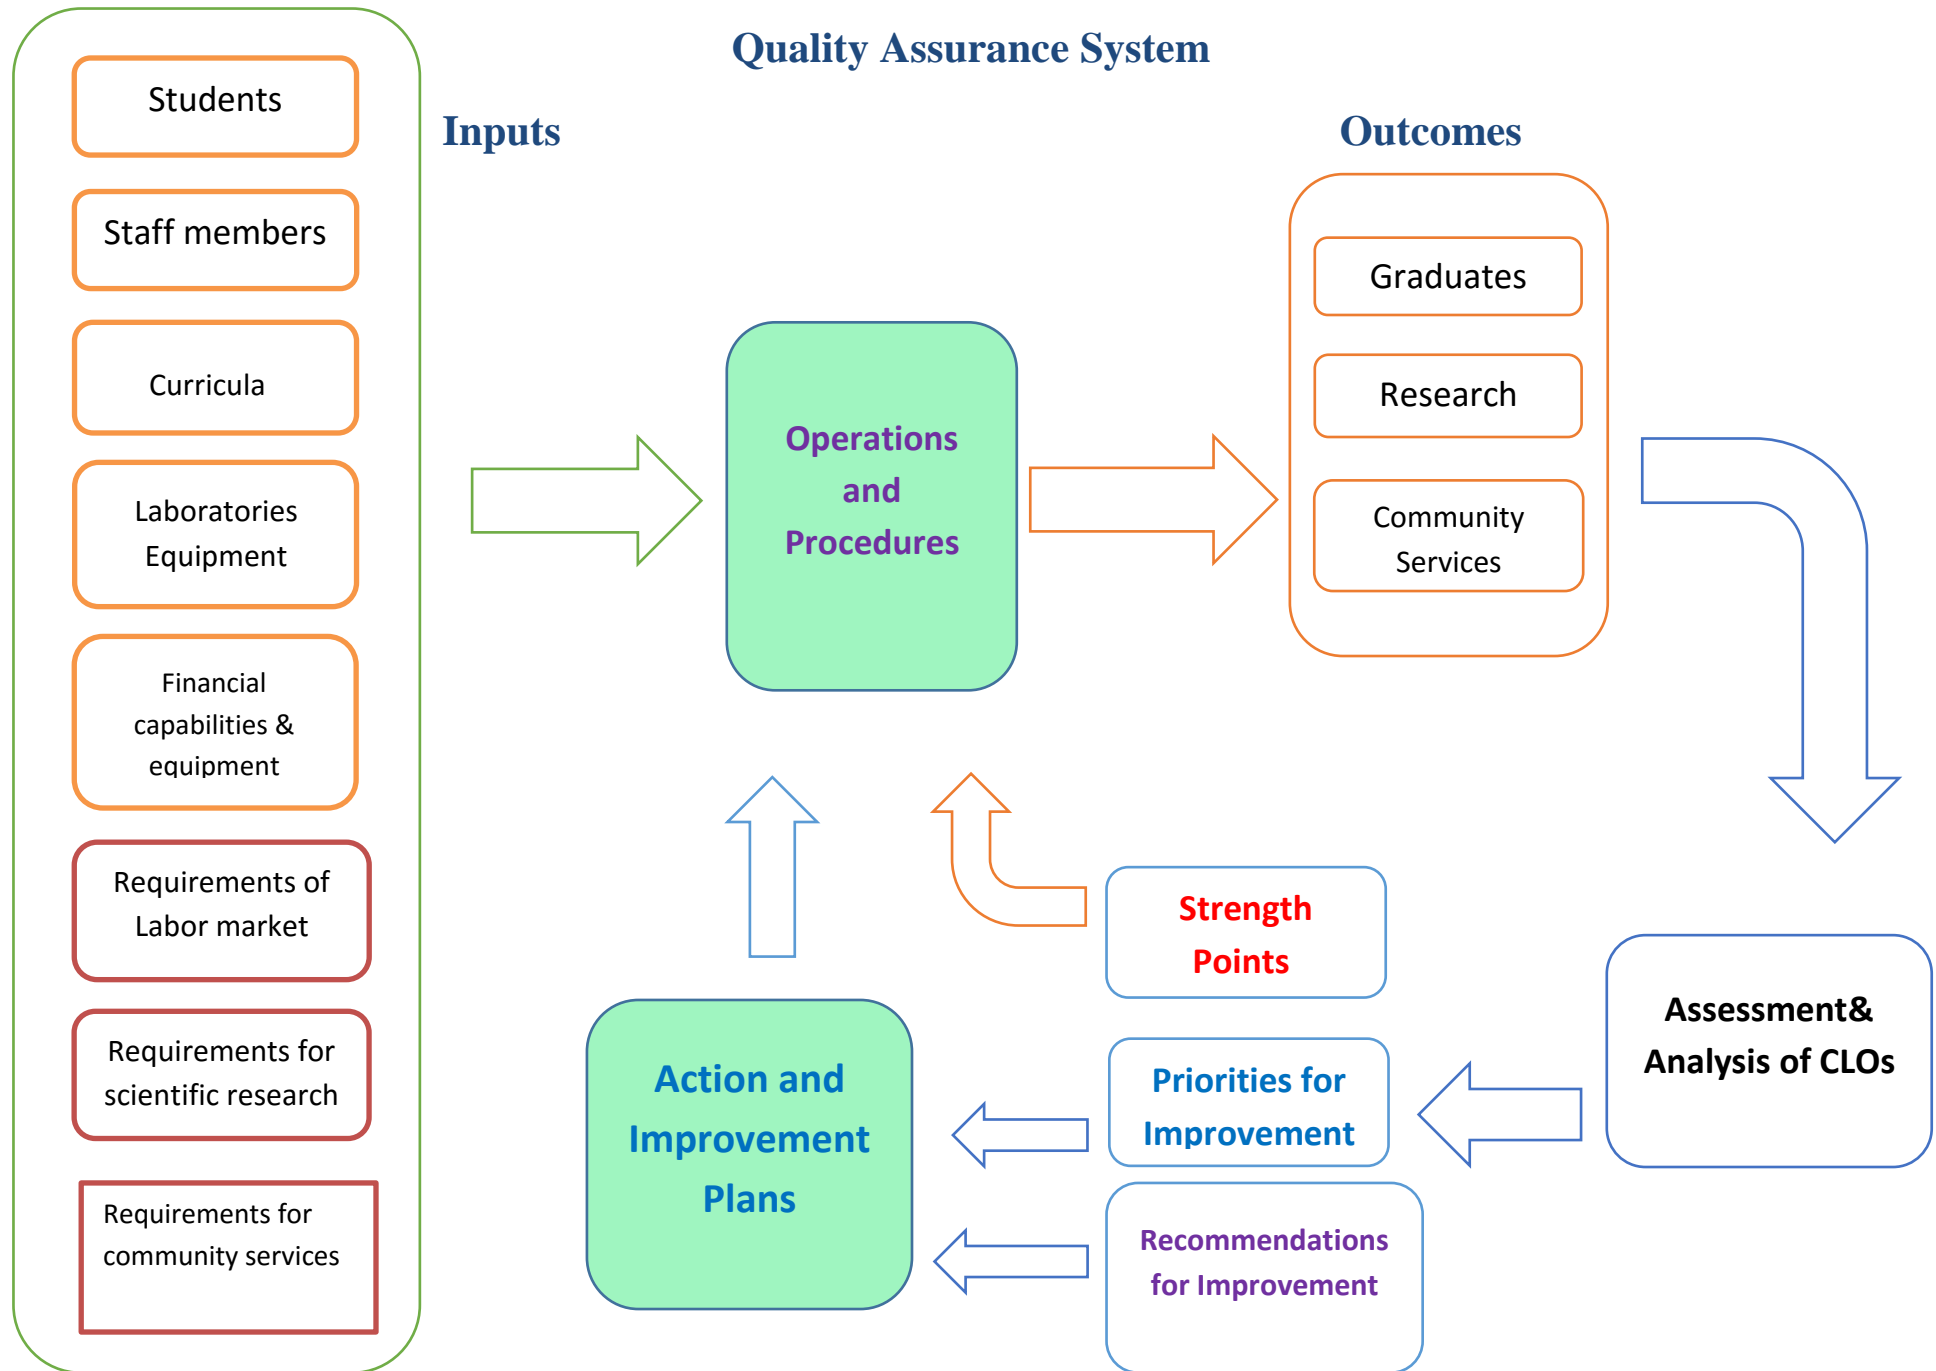 Quality Assurance System
Inputs
Outcomes
Students
Staff members
Curricula
Laboratories
Equipment
Financial
capabilities &
equipment
Requirements of
Labor market
Requirements for
scientific research
Requirements for
community services
Operations
and
Procedures
Graduates
Research
Community
Services
Strength
Points
Assessment&
Analysis of CLOs
Priorities for
Improvement
Recommendations
for Improvement
Action and
Improvement
Plans